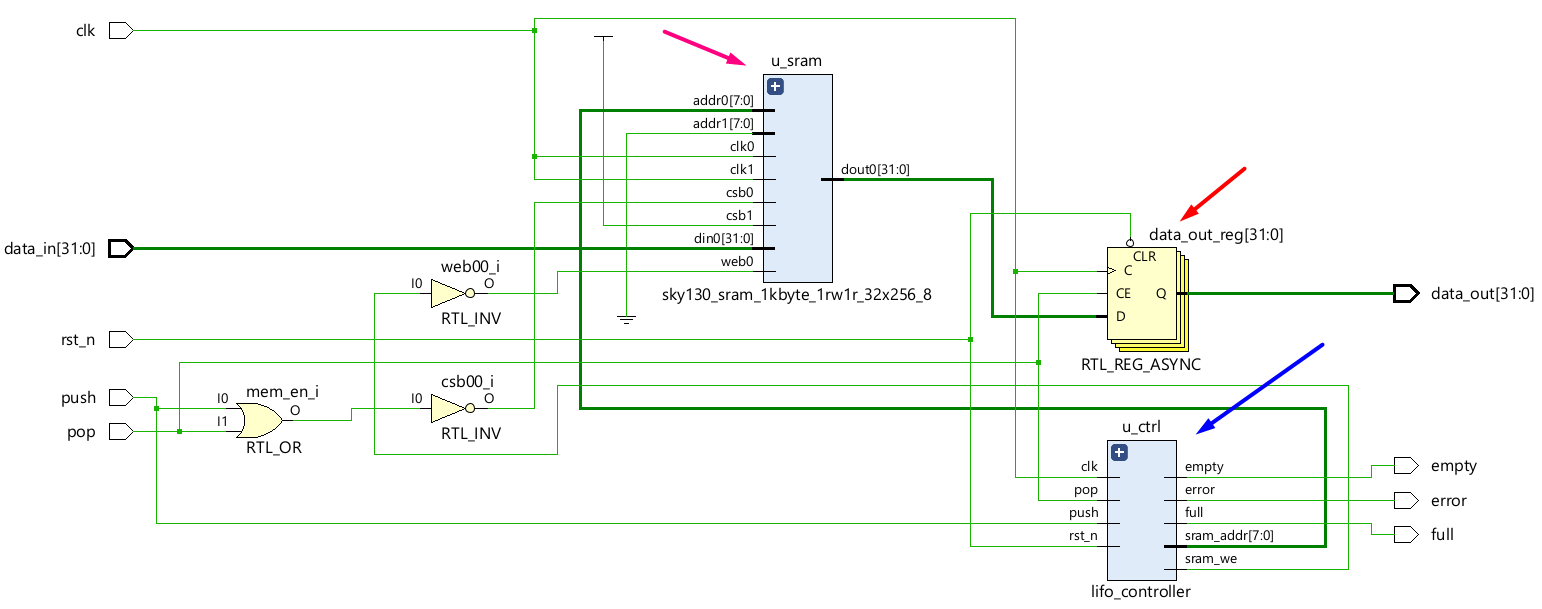 clk
data_in[31:0]
rst_n
push
pop
I0
I1
mem_en_i
O
RTL_OR
web00_i
I0
O
RTL_INV
csb00_i
I0
O
RTL_INV
u_sram
addr0[7:0]
addr1[7:0]
clk0
clk1
csb0
csb1
din0[31:0]
web0
dout0[31:0]
sky130_sram_1kbyte_1rw1r_32x256_8
data_out_reg[31:0]
CLR
C
CE
Q
D
RTL_REG_ASYNC
data_out[31:0]
u_ctrl
clk
pop
push
rst_n
empty
error
full
sram_addr[7:0]
sram_we
lifo_controller
empty
error
full